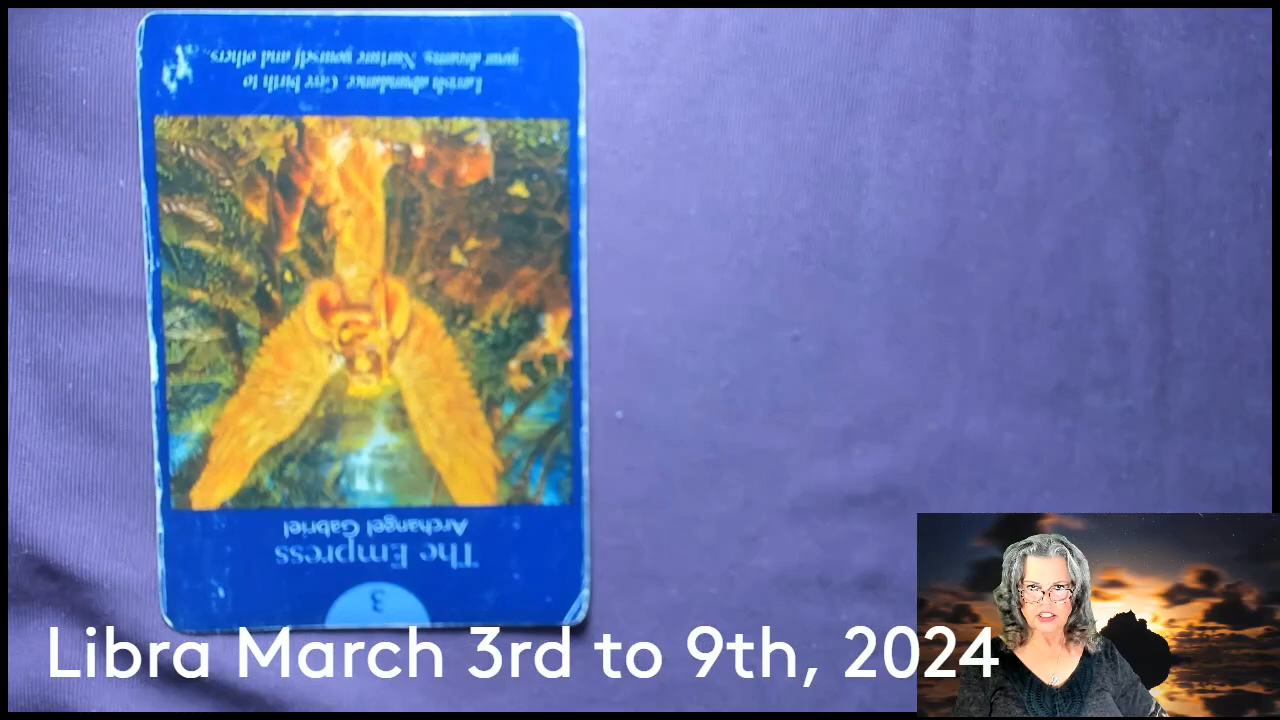 3
The Empress
Archangel Gabriel
Lavish abundance. Give birth to
your dreams. Nurture yourself and others.
Libra March 3rd to 9th, 2024